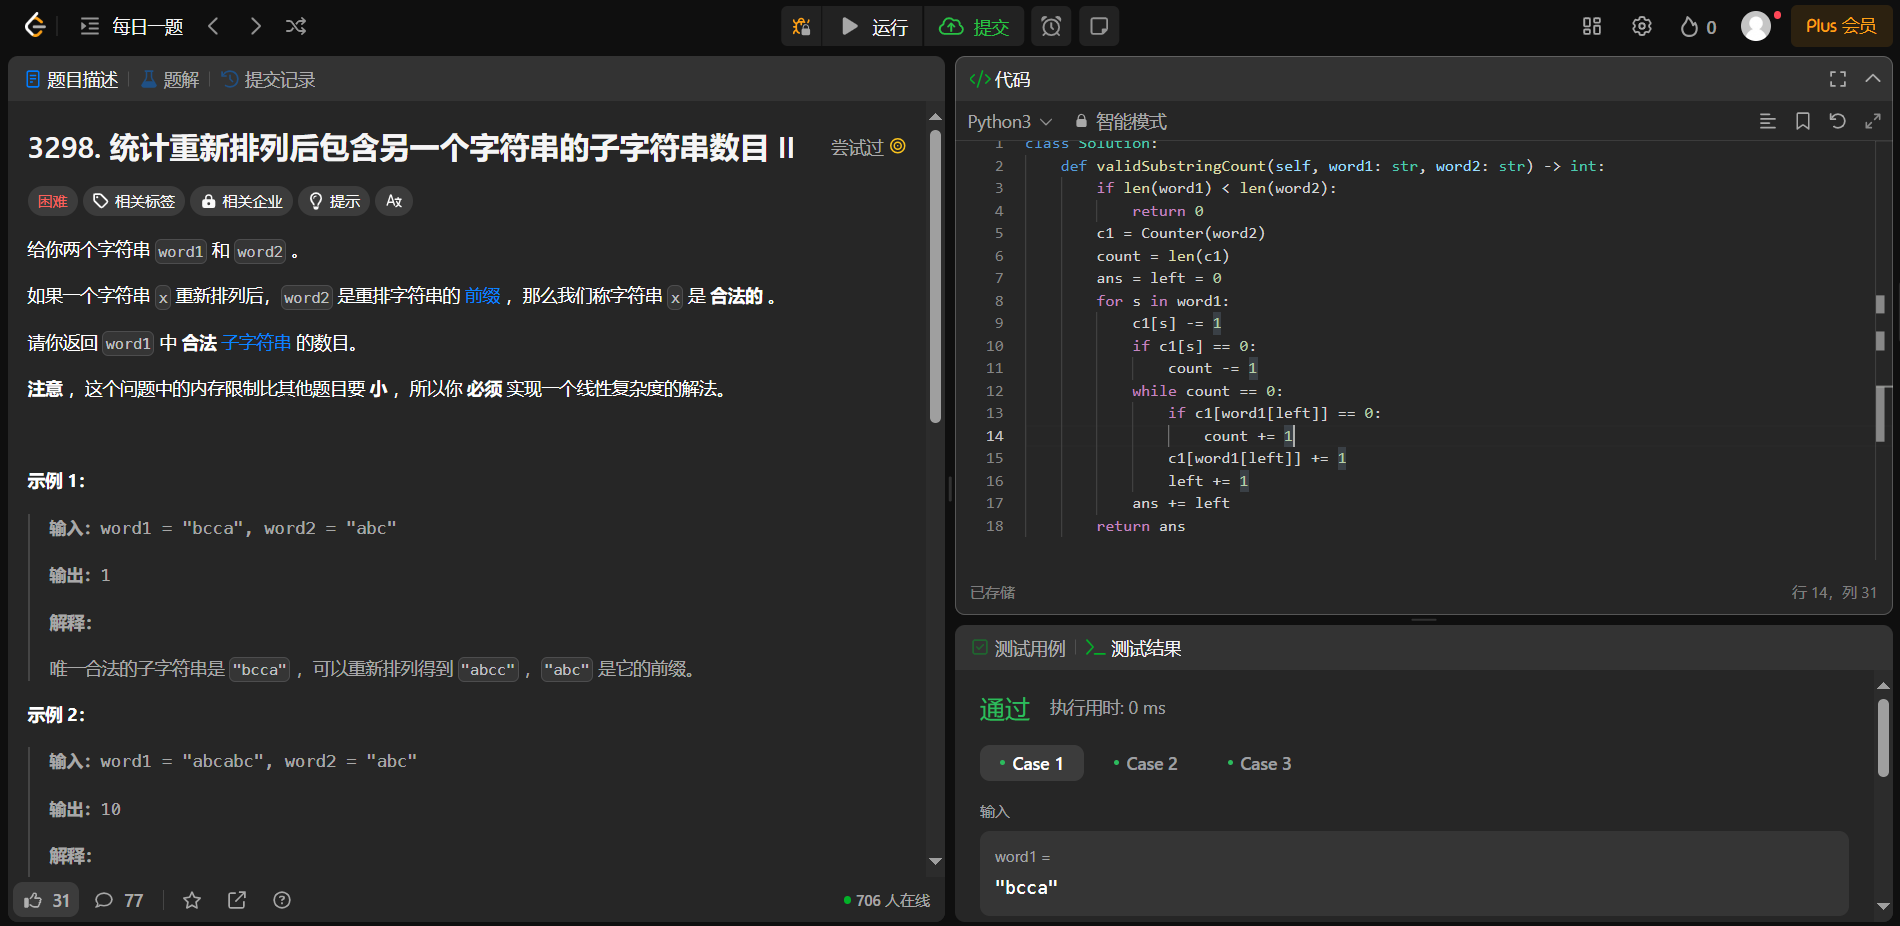 每日一题
运行
提交
0
Plus 会员
题目描述
题解
提交记录
3298. 统计重新排列后包含另一个字符串的子字符串数目 II
尝试过
困难
相关标签
相关企业
提示
给你两个字符串 word1 和 word2 。
如果一个字符串 x 重新排列后，word2 是重排字符串的 前缀 ，那么我们称字符串 x 是 合法的 。
请你返回 word1 中 合法 子字符串 的数目。
注意 ，这个问题中的内存限制比其他题目要 小 ，所以你 必须 实现一个线性复杂度的解法。
示例 1：
输入：word1 = "bcca", word2 = "abc"
输出：1
解释：
唯一合法的子字符串是 "bcca" ，可以重新排列得到 "abcc" ，"abc" 是它的前缀。
示例 2：
输入：word1 = "abcabc", word2 = "abc"
输出：10
解释：
31
77
706 人在线
</> 代码
Python3
智能模式
1 class Solution:
2 def validSubstringCount(self, word1: str, word2: str) -> int:
3 if len(word1) < len(word2):
4 return 0
5 c1 = Counter(word2)
6 count = len(c1)
7 ans = left = 0
8 for s in word1:
9 c1[s] -= 1
10 if c1[s] == 0:
11 count -= 1
12 while count == 0:
13 if c1[word1[left]] == 0:
14 count += 1
15 c1[word1[left]] += 1
16 left += 1
17 ans += left
18 return ans
已存储
行 14，列 31
测试用例
测试结果
通过
执行用时: 0 ms
Case 1
Case 2
Case 3
输入
word1 =
"bcca"